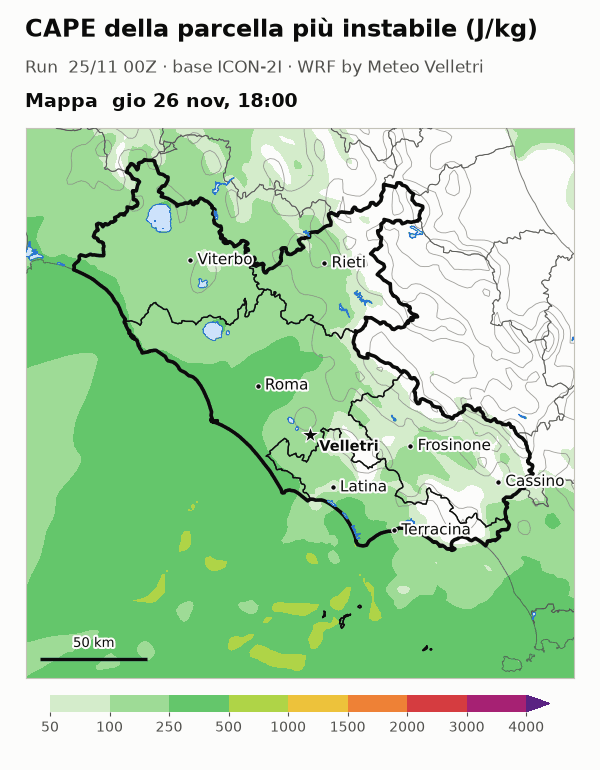 CAPE della parcella più instabile (J/kg)
Run  25/11 00Z · base ICON-2I · WRF by Meteo Velletri
Mappa  gio 26 nov, 18:00
Viterbo
Rieti
Roma
Velletri
Frosinone
Latina
Cassino
Terracina
50 km
50 100 250 500 1000 1500 2000 3000 4000